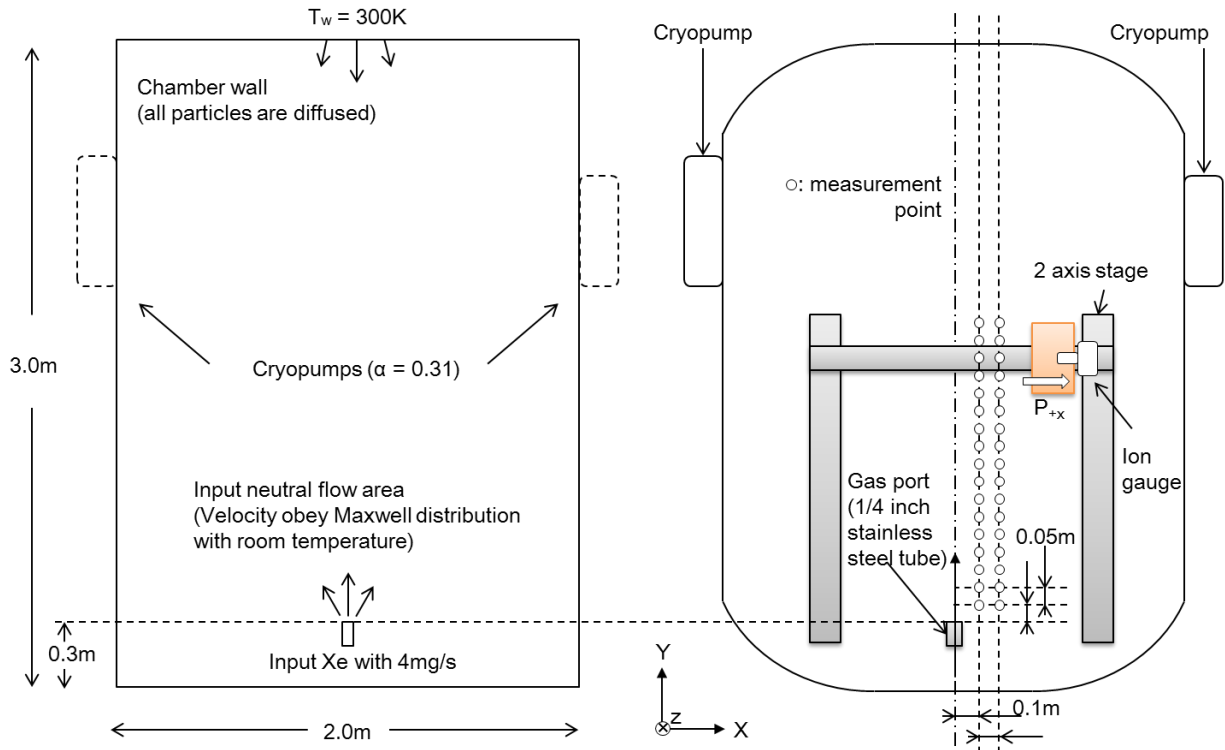 T_w = 300K
Chamber wall
(all particles are diffused)
3.0m
Cryopumps (α = 0.31)
Input neutral flow area
(Velocity obey Maxwell distribution
with room temperature)
0.3m
Input Xe with 4mg/s
2.0m
Cryopump
Cryopump
○: measurement
point
2 axis stage
P_+x
Ion
gauge
Gas port
(1/4 inch
stainless
steel tube)
0.05m
Y
z
X
0.1m